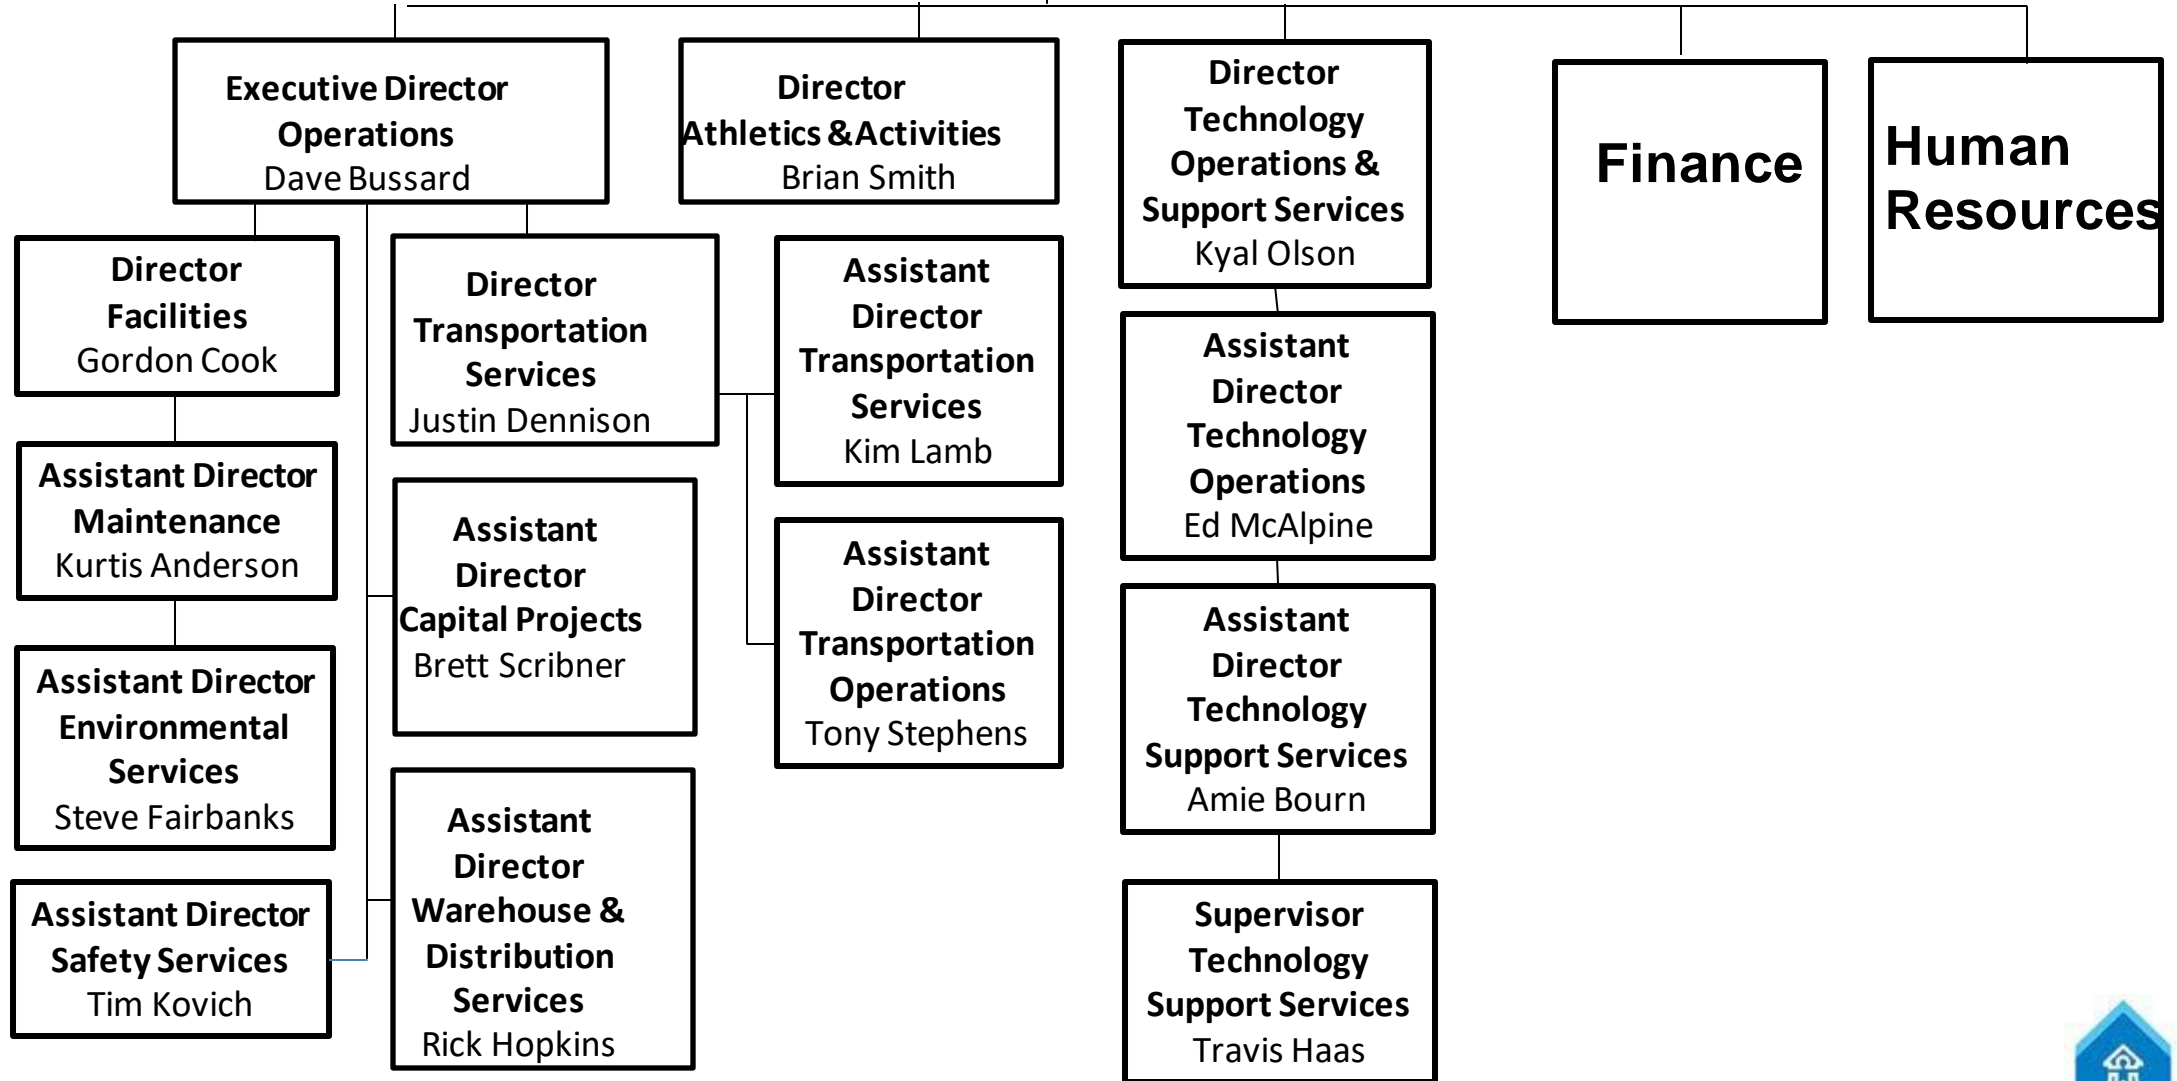 Executive Director
Operations
Dave Bussard
Director
Athletics & Activities
Brian Smith
Director
Technology
Operations &
Support Services
Kyal Olson
Finance
Human
Resources
Director
Facilities
Gordon Cook
Director
Transportation
Services
Justin Dennison
Assistant
Director
Transportation
Services
Kim Lamb
Assistant
Director
Technology
Operations
Ed McAlpine
Assistant Director
Maintenance
Kurtis Anderson
Assistant
Director
Capital Projects
Brett Scribner
Assistant
Director
Transportation
Operations
Tony Stephens
Assistant
Director
Technology
Support Services
Amie Bourn
Assistant Director
Environmental
Services
Steve Fairbanks
Assistant
Director
Warehouse &
Distribution
Services
Rick Hopkins
Assistant Director
Safety Services
Tim Kovich
Supervisor
Technology
Support Services
Travis Haas